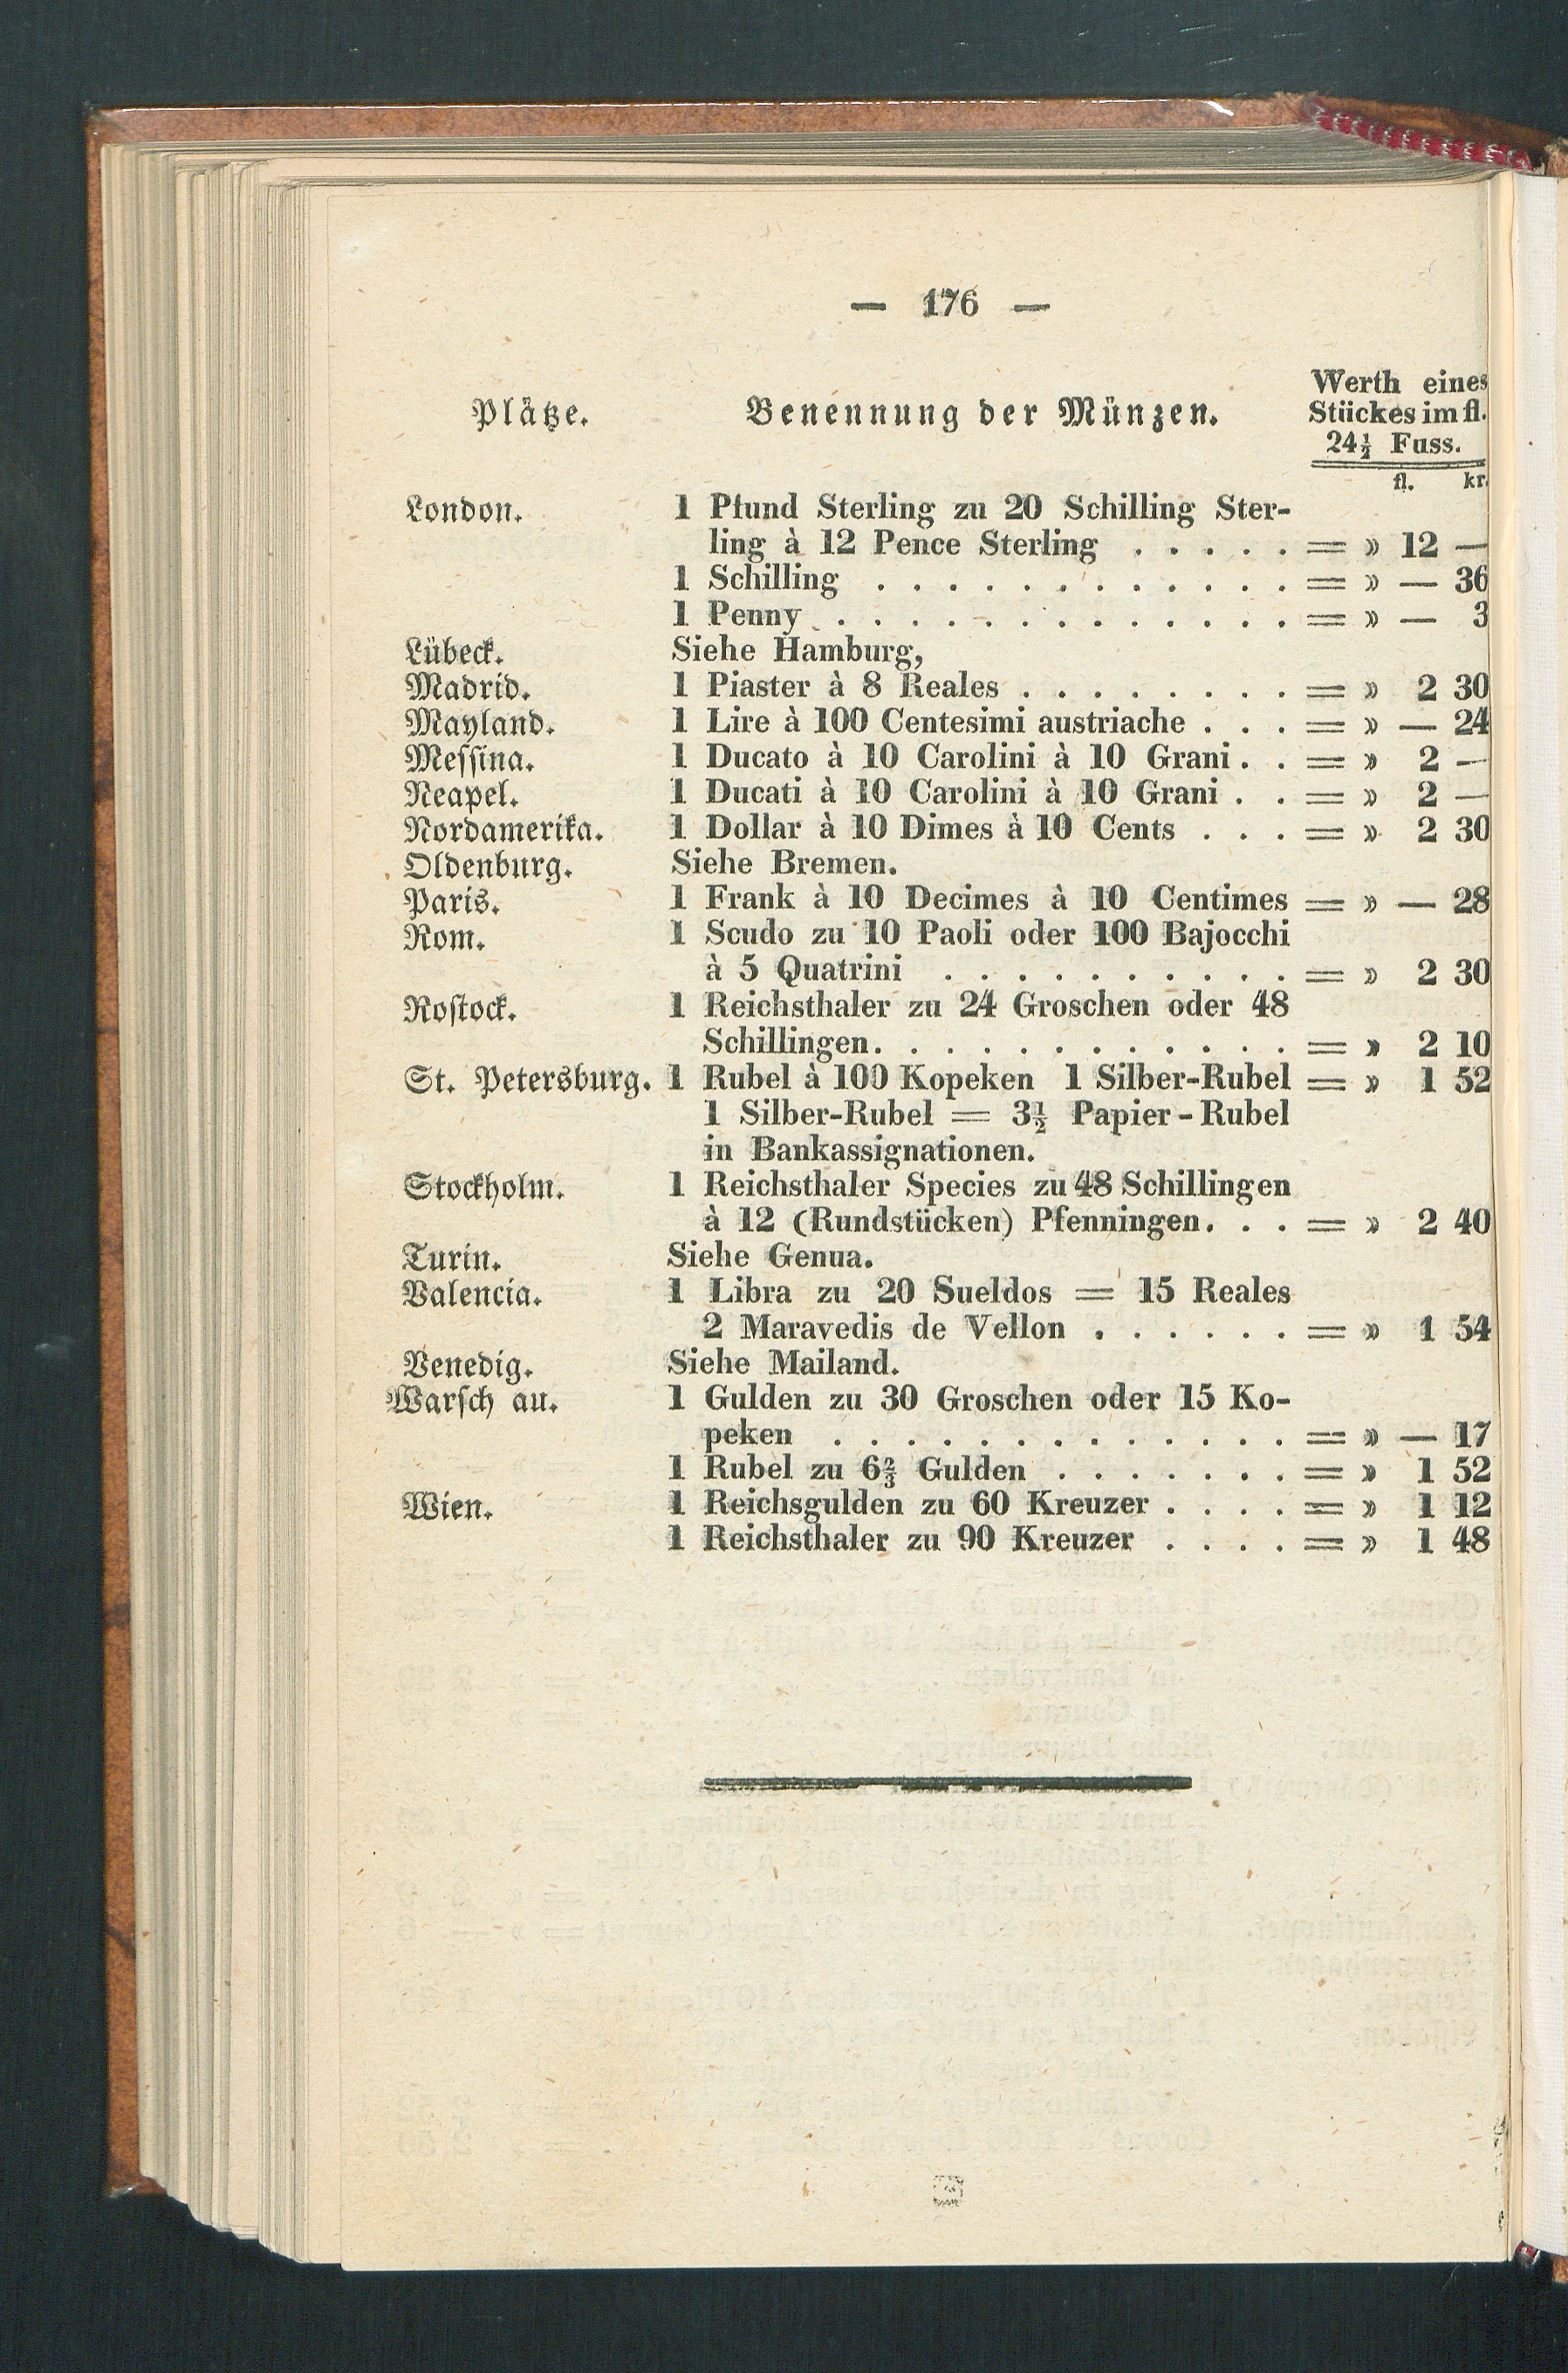 — 176 —
Plätze. Benennung der Münzen. Werth eines
Stückes im fl.
24½ Fuss.
fl. kr.
London. 1 Pfund Sterling zu 20 Schilling Ster-
ling à 12 Pence Sterling . . . . . = » 12 —
1 Schilling . . . . . . . . . . . . = » — 36
1 Penny . . . . . . . . . . . . . = » — 3
Lübeck. Siehe Hamburg,
Madrid. 1 Piaster à 8 Reales . . . . . . . . = » 2 30
Mayland. 1 Lire à 100 Centesimi austriache . . . = » — 24
Messina. 1 Ducato à 10 Carolini à 10 Grani . . = » 2 —
Neapel. 1 Ducati à 10 Carolini à 10 Grani . . = » 2 —
Nordamerika. 1 Dollar à 10 Dimes à 10 Cents . . . = » 2 30
Oldenburg. Siehe Bremen.
Paris. 1 Frank à 10 Decimes à 10 Centimes = » — 28
Rom. 1 Scudo zu 10 Paoli oder 100 Bajocchi
à 5 Quatrini . . . . . . . . . . = » 2 30
Rostock. 1 Reichsthaler zu 24 Groschen oder 48
Schillingen. . . . . . . . . . . . = » 2 10
St. Petersburg. 1 Rubel à 100 Kopeken 1 Silber-Rubel = » 1 52
1 Silber-Rubel = 3½ Papier-Rubel
in Bankassignationen.
Stockholm. 1 Reichsthaler Species zu 48 Schillingen
à 12 (Rundstücken) Pfenningen. . . = » 2 40
Turin. Siehe Genua.
Valencia. 1 Libra zu 20 Sueldos = 15 Reales
2 Maravedis de Vellon . . . . . . = » 1 54
Venedig. Siehe Mailand.
Warsch au. 1 Gulden zu 30 Groschen oder 15 Ko-
peken . . . . . . . . . . . . . = » — 17
1 Rubel zu 6⅔ Gulden . . . . . . . = » 1 52
Wien. 1 Reichsgulden zu 60 Kreuzer . . . . = » 1 12
1 Reichsthaler zu 90 Kreuzer . . . . = » 1 48